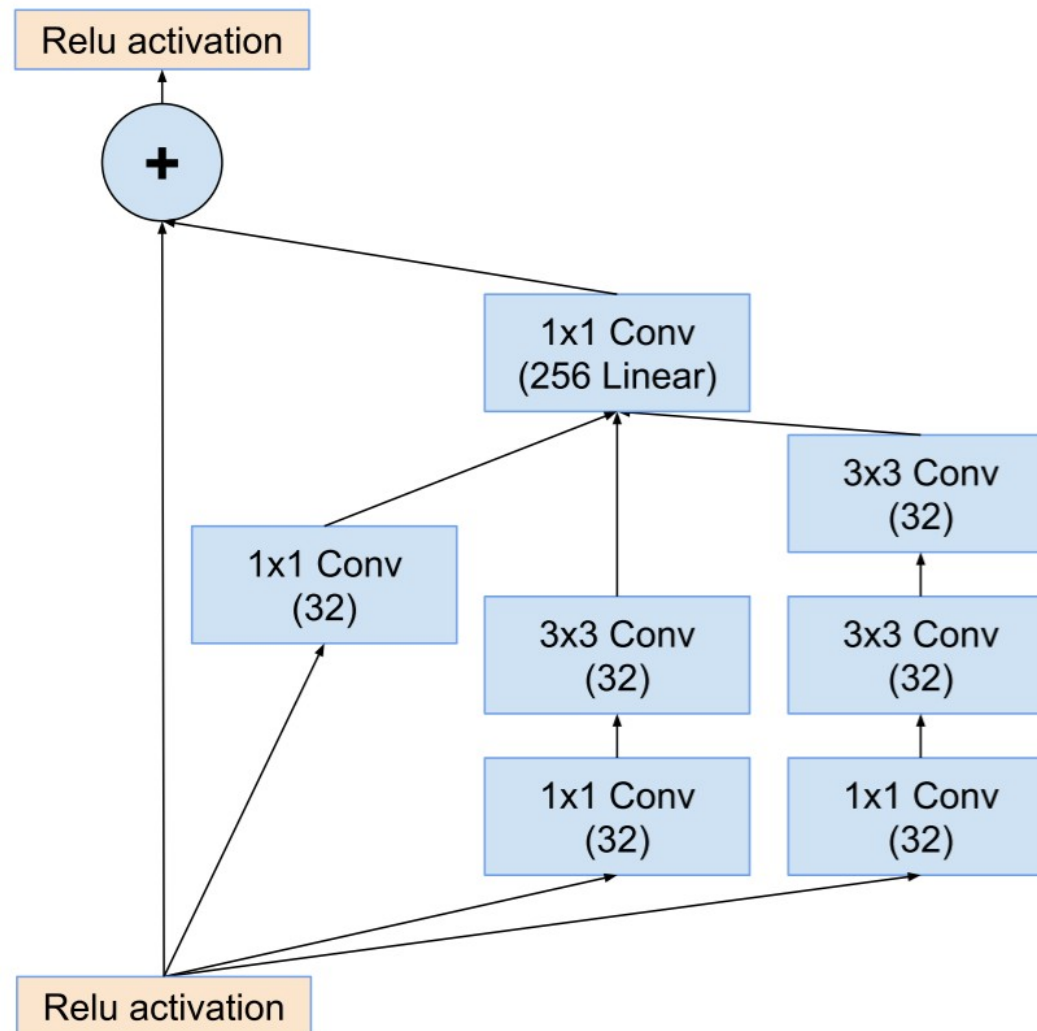 Relu activation
+
1x1 Conv
(256 Linear)
3x3 Conv
(32)
1x1 Conv
(32)
3x3 Conv
(32)
3x3 Conv
(32)
1x1 Conv
(32)
1x1 Conv
(32)
Relu activation